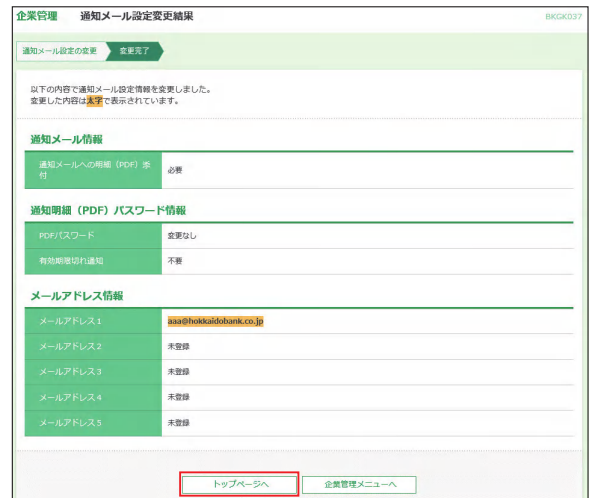 企業管理 通知メール設定変更結果 BKGK037
通知メール設定の変更 変更完了
以下の内容で通知メール設定情報を変更しました。
変更した内容は太字で表示されています。
通知メール情報
通知メールへの明細（PDF）添
付
必要
通知明細（PDF）パスワード情報
PDFパスワード 変更なし
有効期限切れ通知 不要
メールアドレス情報
メールアドレス1 aaa@hokkaidobank.co.jp
メールアドレス2 未登録
メールアドレス3 未登録
メールアドレス4 未登録
メールアドレス5 未登録
トップページへ 企業管理メニューへ